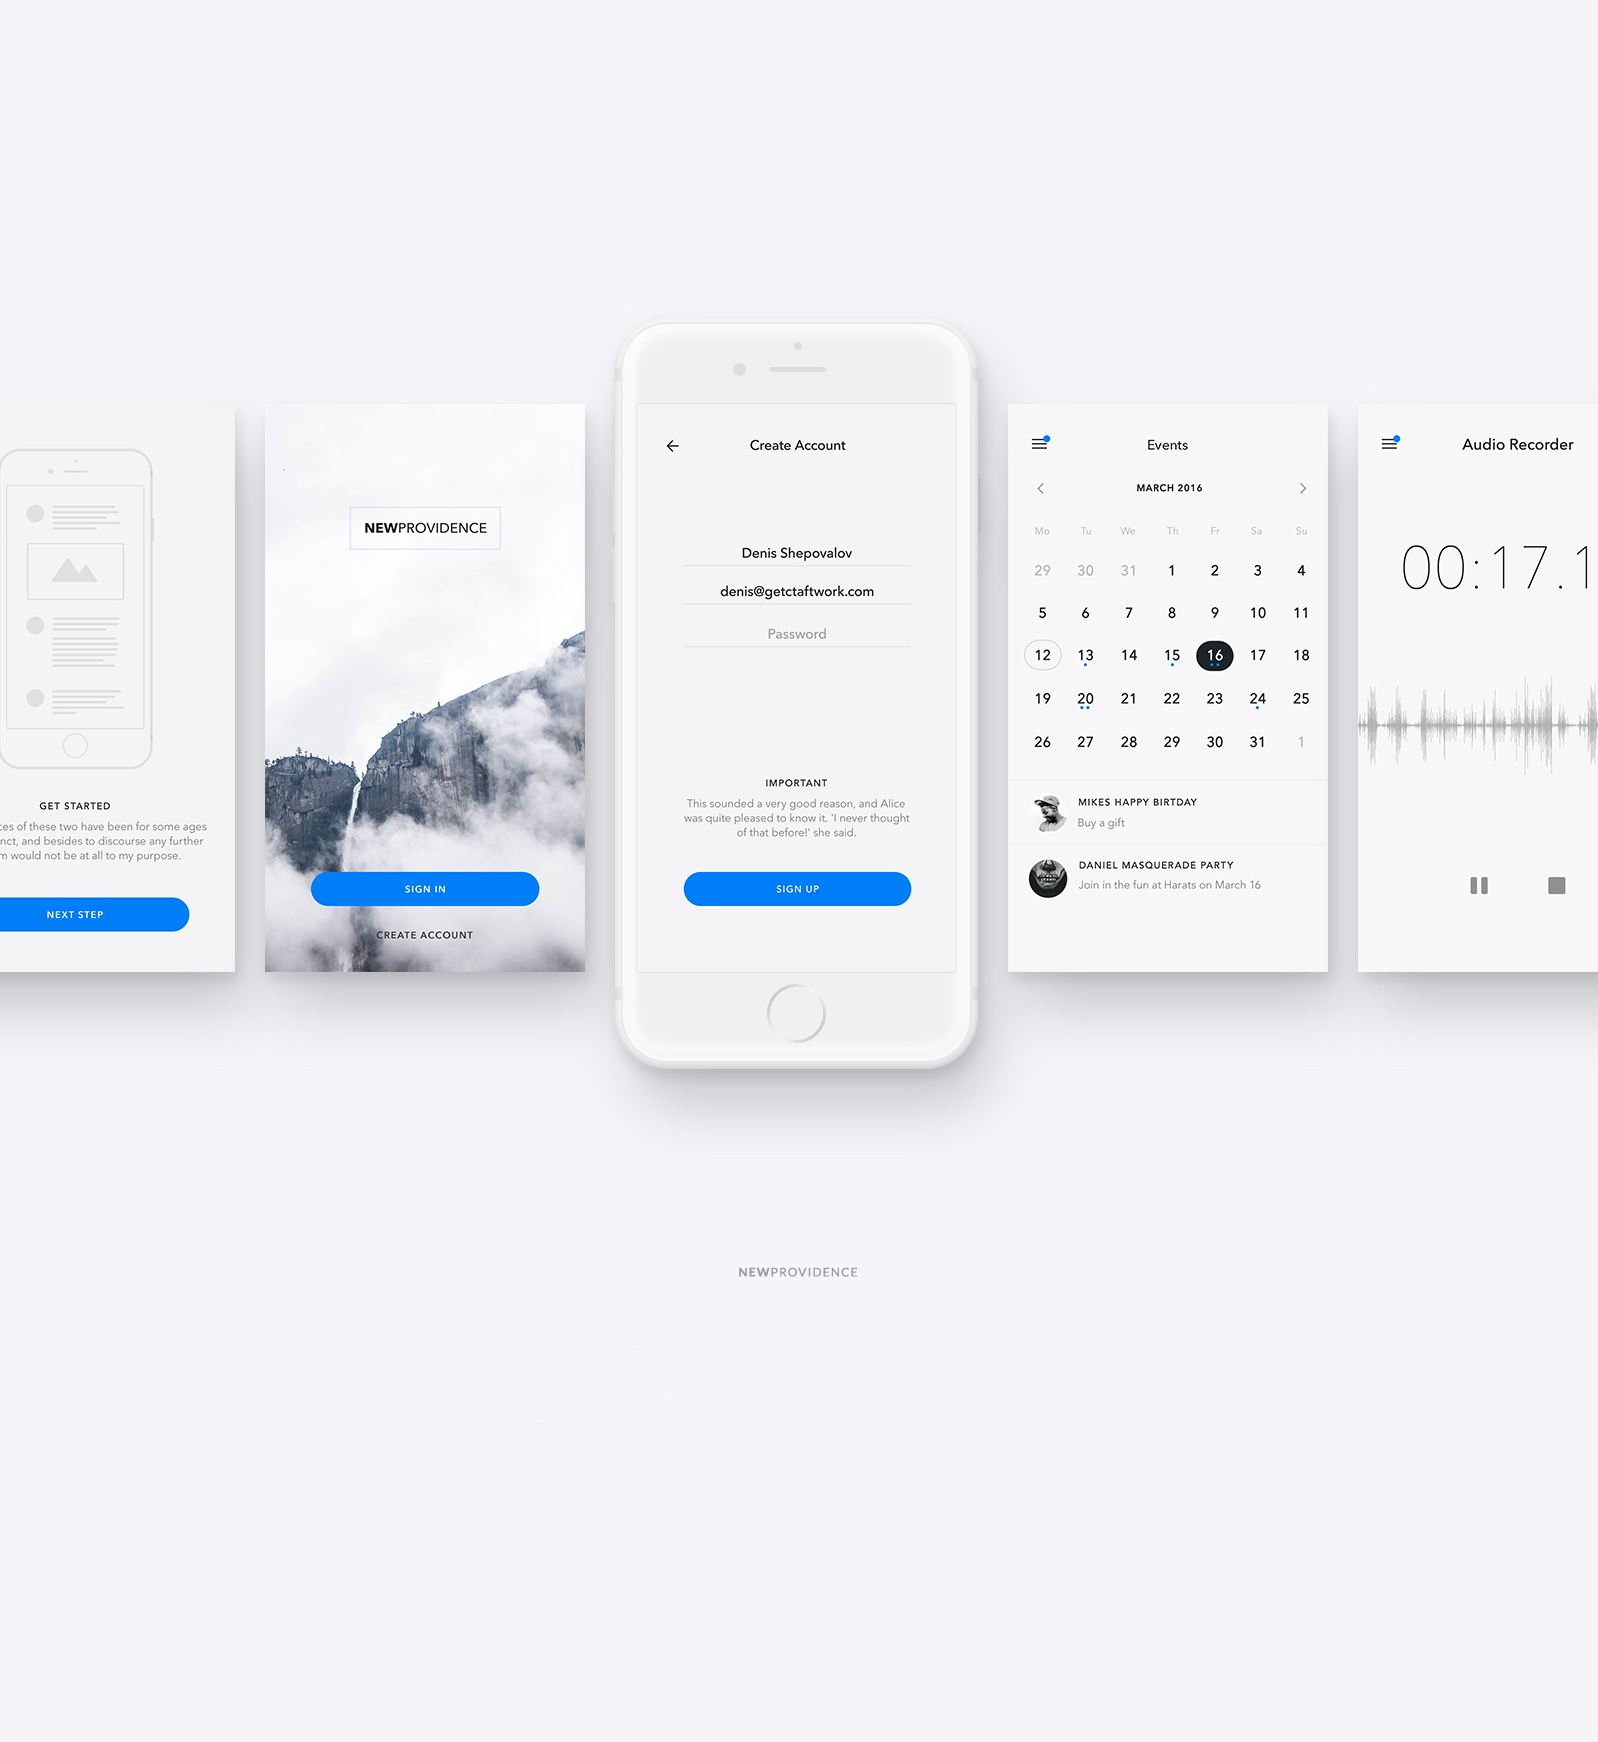 GET STARTED
ces of these two have been for some ages
nct, and besides to discourse any further
m would not be at all to my purpose.
NEXT STEP
NEWPROVIDENCE
SIGN IN
CREATE ACCOUNT
Create Account
Denis Shepovalov
denis@getctaftwork.com
Password
IMPORTANT
This sounded a very good reason, and Alice
was quite pleased to know it. 'I never thought
of that before!' she said.
SIGN UP
Events
MARCH 2016
Mo Tu We Th Fr Sa Su
29 30 31 1 2 3 4
5 6 7 8 9 10 11
12 13 14 15 16 17 18
19 20 21 22 23 24 25
26 27 28 29 30 31 1
MIKES HAPPY BIRTDAY
Buy a gift
DANIEL MASQUERADE PARTY
Join in the fun at Harats on March 16
Audio Recorder
00:17.1
NEWPROVIDENCE